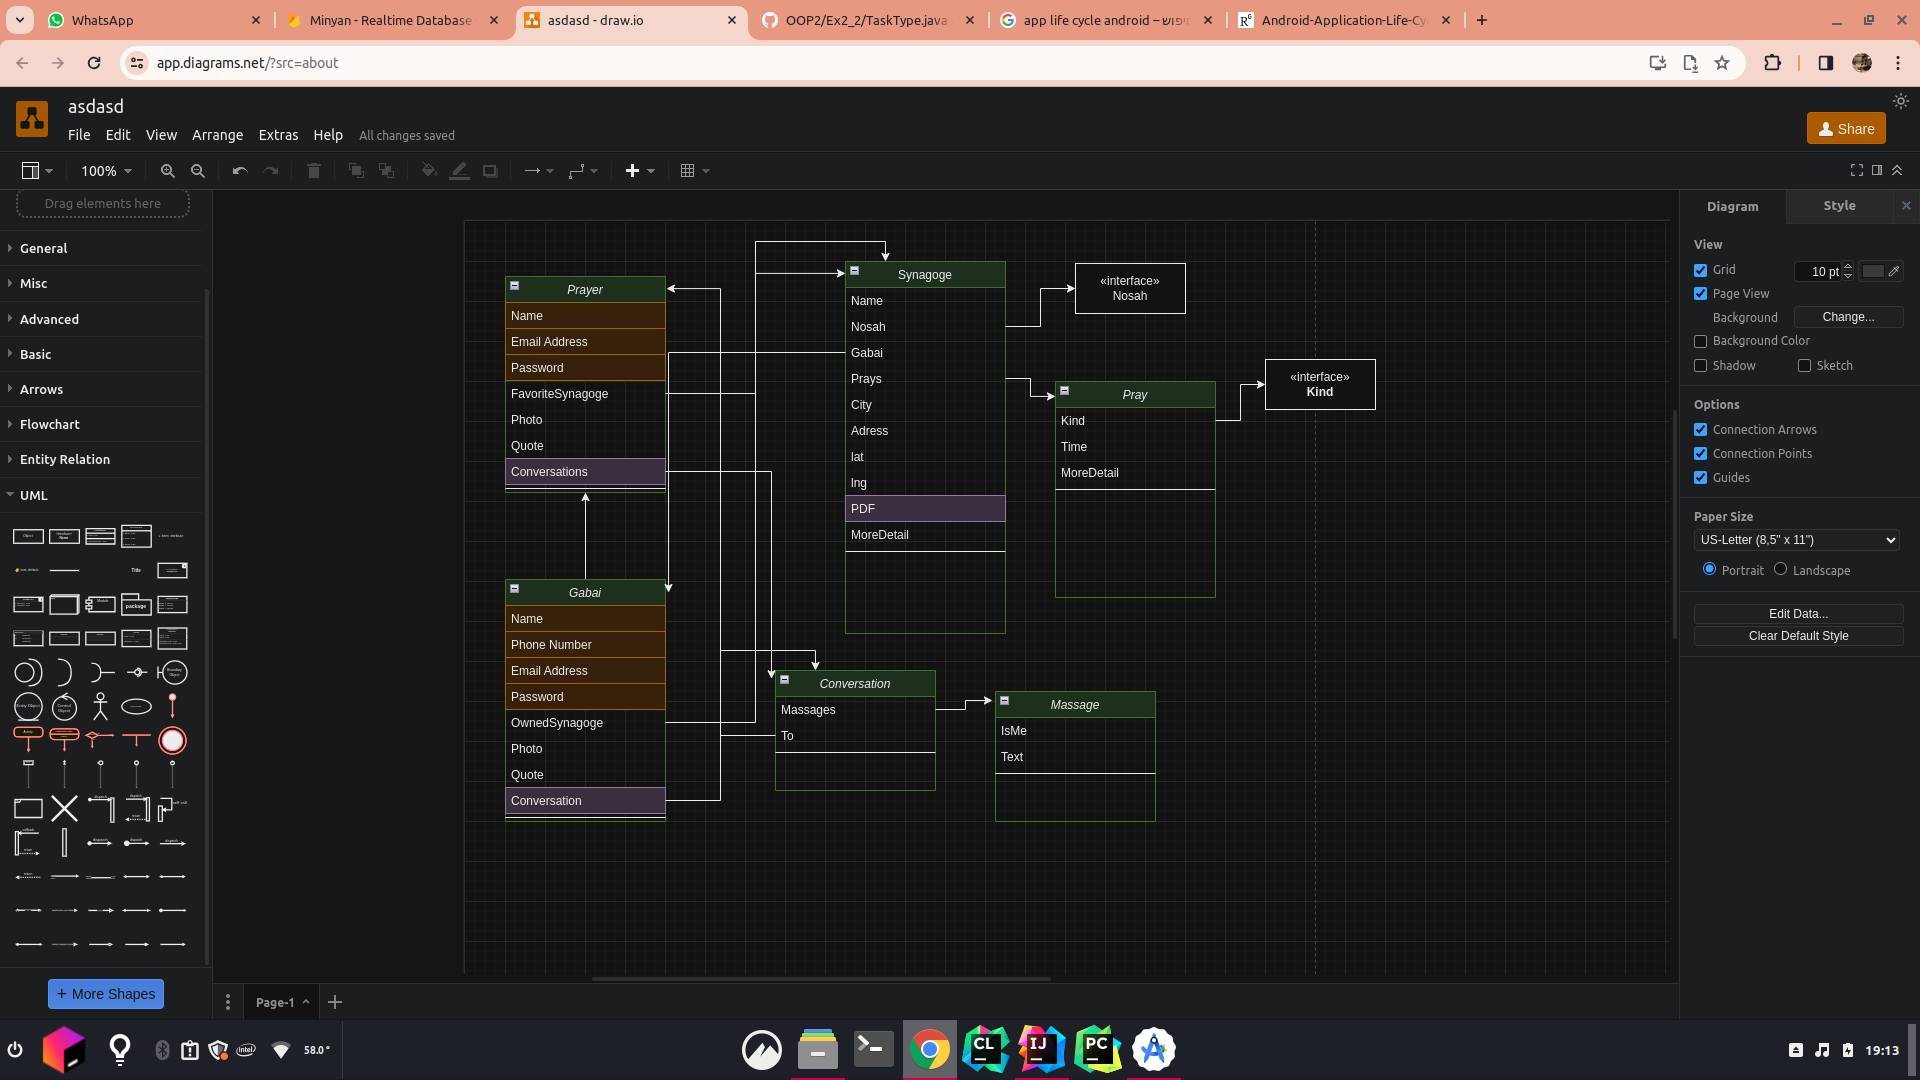 WhatsApp
Minyan - Realtime Database
asdasd - draw.io
OOP2/Ex2_2/TaskType.java
app life cycle android – חיפוש
Android-Application-Life-Cy
app.diagrams.net/?src=about
asdasd
File Edit View Arrange Extras Help All changes saved
Share
100%
Drag elements here
General
Misc
Advanced
Basic
Arrows
Flowchart
Entity Relation
UML
Object
Title
package
+ More Shapes
Prayer
Name
Email Address
Password
FavoriteSynagoge
Photo
Quote
Conversations
Gabai
Name
Phone Number
Email Address
Password
OwnedSynagoge
Photo
Quote
Conversation
Synagoge
Name
Nosah
Gabai
Prays
City
Adress
lat
lng
PDF
MoreDetail
«interface»
Nosah
Pray
Kind
Time
MoreDetail
«interface»
Kind
Conversation
Massages
To
Massage
IsMe
Text
Diagram Style
View
Grid 10 pt
Page View
Background Change...
Background Color
Shadow Sketch
Options
Connection Arrows
Connection Points
Guides
Paper Size
US-Letter (8,5" x 11")
Portrait Landscape
Edit Data...
Clear Default Style
Page-1
intel
58.0°
CL
IJ
PC
19:13